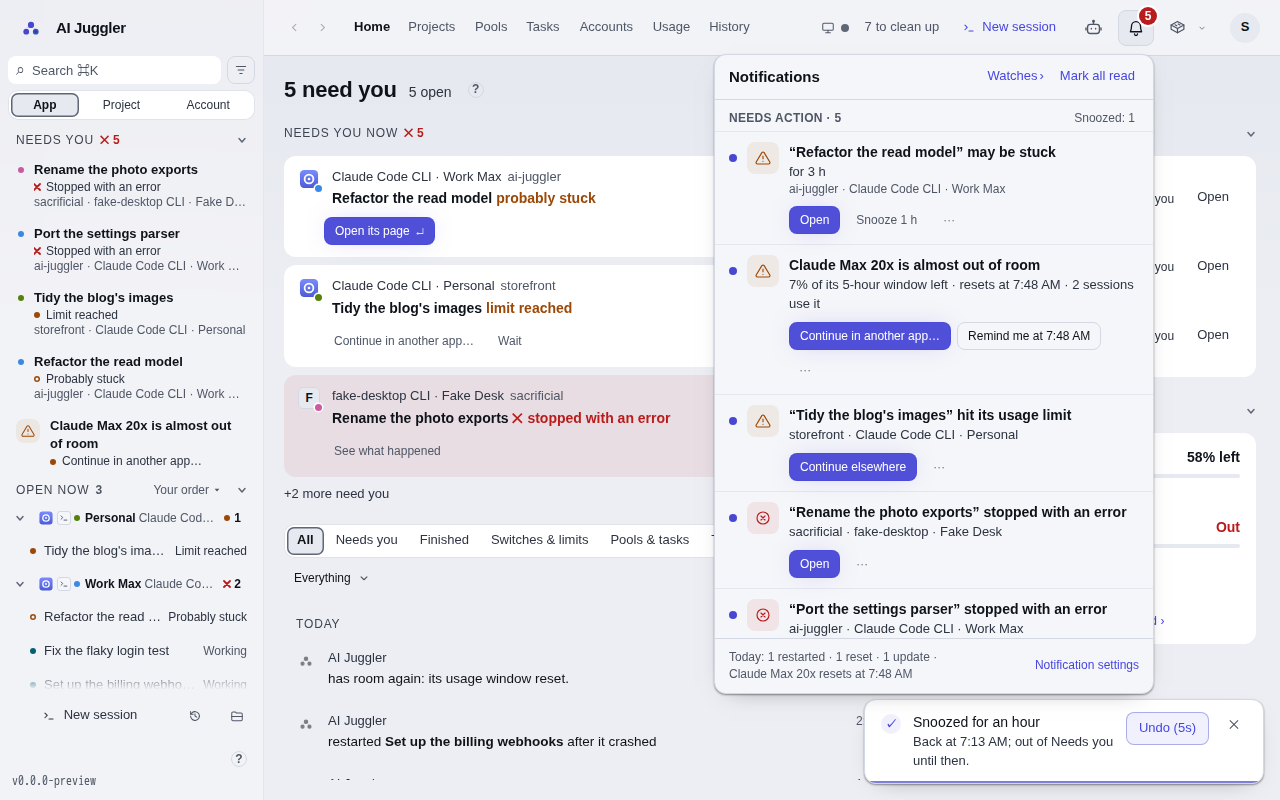 AI Juggler
Search ⌘K
App
Project
Account
NEEDS YOU 5
Rename the photo exports
Stopped with an error
sacrificial · fake-desktop CLI · Fake D…
Port the settings parser
Stopped with an error
ai-juggler · Claude Code CLI · Work …
Tidy the blog's images
Limit reached
storefront · Claude Code CLI · Personal
Refactor the read model
Probably stuck
ai-juggler · Claude Code CLI · Work …
Claude Max 20x is almost out of room
Continue in another app…
OPEN NOW 3
Your order
Personal Claude Cod… 1
Tidy the blog's ima… Limit reached
Work Max Claude Co… 2
Refactor the read … Probably stuck
Fix the flaky login test Working
Set up the billing webho… Working
New session
?
v0.0.0-preview
Home
Projects
Pools
Tasks
Accounts
Usage
History
7 to clean up
New session
5
S
5 need you 5 open ?
NEEDS YOU NOW 5
Claude Code CLI · Work Max ai-juggler
Refactor the read model probably stuck
Open its page
Claude Code CLI · Personal storefront
Tidy the blog's images limit reached
Continue in another app…
Wait
F
fake-desktop CLI · Fake Desk sacrificial
Rename the photo exports stopped with an error
See what happened
+2 more need you
All
Needs you
Finished
Switches & limits
Pools & tasks
Everything
TODAY
AI Juggler
has room again: its usage window reset.
AI Juggler
restarted Set up the billing webhooks after it crashed
you Open
you Open
you Open
58% left
Out
Notifications
Watches ›
Mark all read
NEEDS ACTION · 5
Snoozed: 1
“Refactor the read model” may be stuck
for 3 h
ai-juggler · Claude Code CLI · Work Max
Open
Snooze 1 h
…
Claude Max 20x is almost out of room
7% of its 5-hour window left · resets at 7:48 AM · 2 sessions use it
Continue in another app…
Remind me at 7:48 AM
…
“Tidy the blog's images” hit its usage limit
storefront · Claude Code CLI · Personal
Continue elsewhere
…
“Rename the photo exports” stopped with an error
sacrificial · fake-desktop · Fake Desk
Open
…
“Port the settings parser” stopped with an error
ai-juggler · Claude Code CLI · Work Max
Today: 1 restarted · 1 reset · 1 update ·
Claude Max 20x resets at 7:48 AM
Notification settings
Snoozed for an hour
Back at 7:13 AM; out of Needs you until then.
Undo (5s)